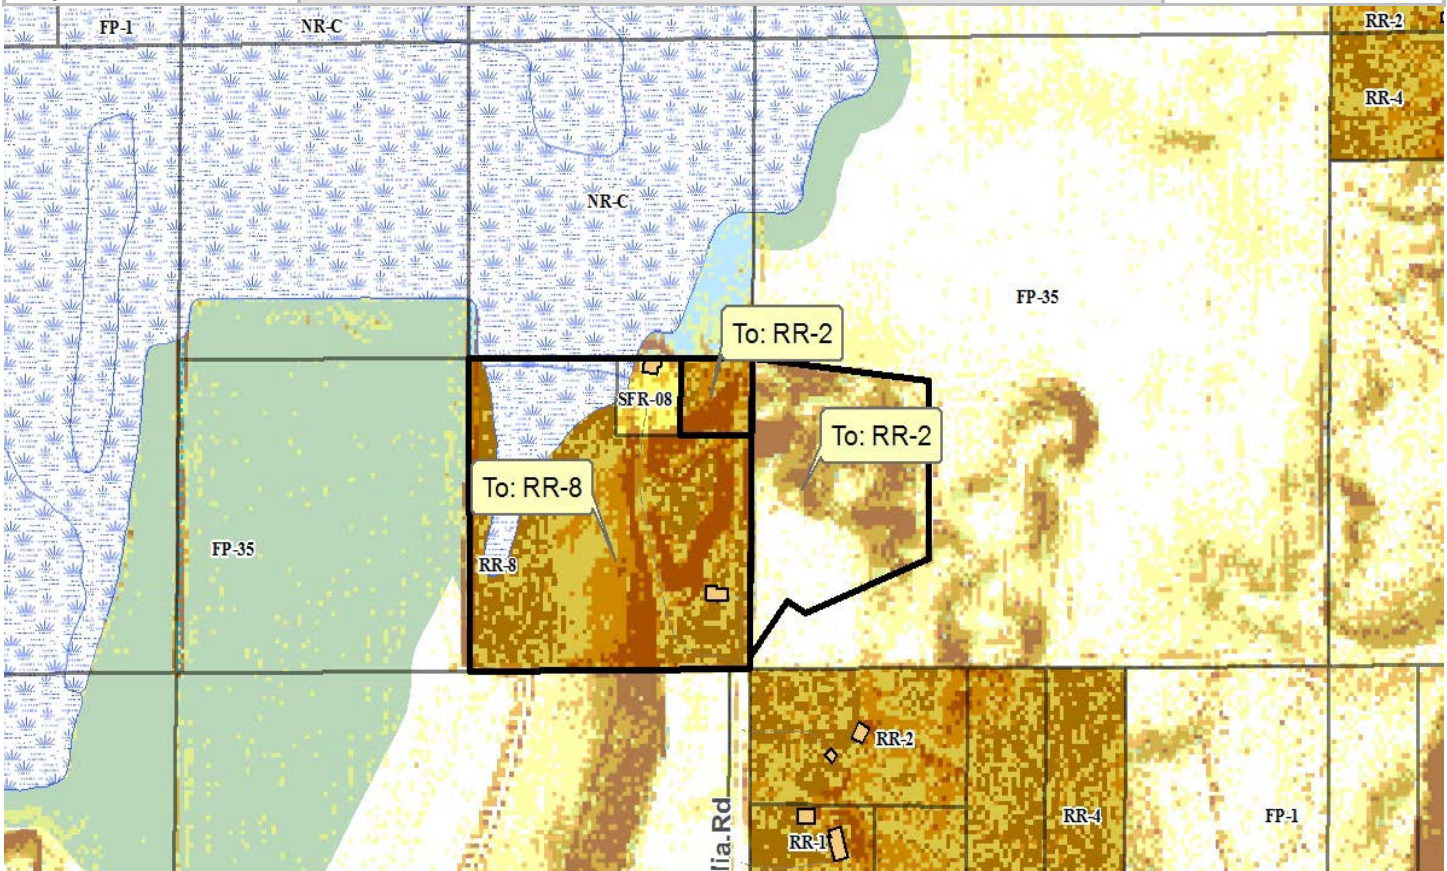 FP-1
NR-C
RR-2
RR-4
NR-C
FP-35
To: RR-2
SFR-08
To: RR-2
To: RR-8
FP-35
RR-8
RR-2
lia.Rd
RR-1
RR-4
FP-1